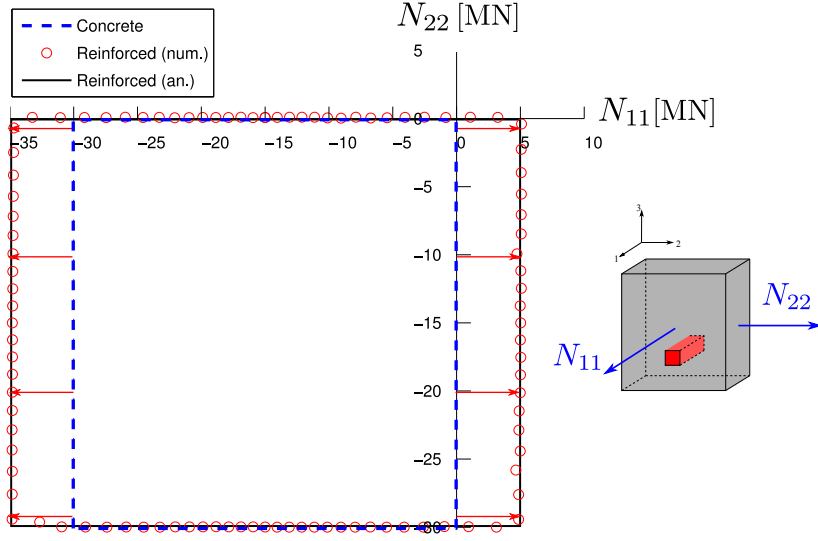 N₂₂ [MN]
Concrete
Reinforced (num.)
Reinforced (an.)
5
N₁₁ [MN]
0
−35 −30 −25 −20 −15 −10 −5 0 5 10
−5
−10
−15
−20
−25
−30
3
2
1
N₂₂
N₁₁